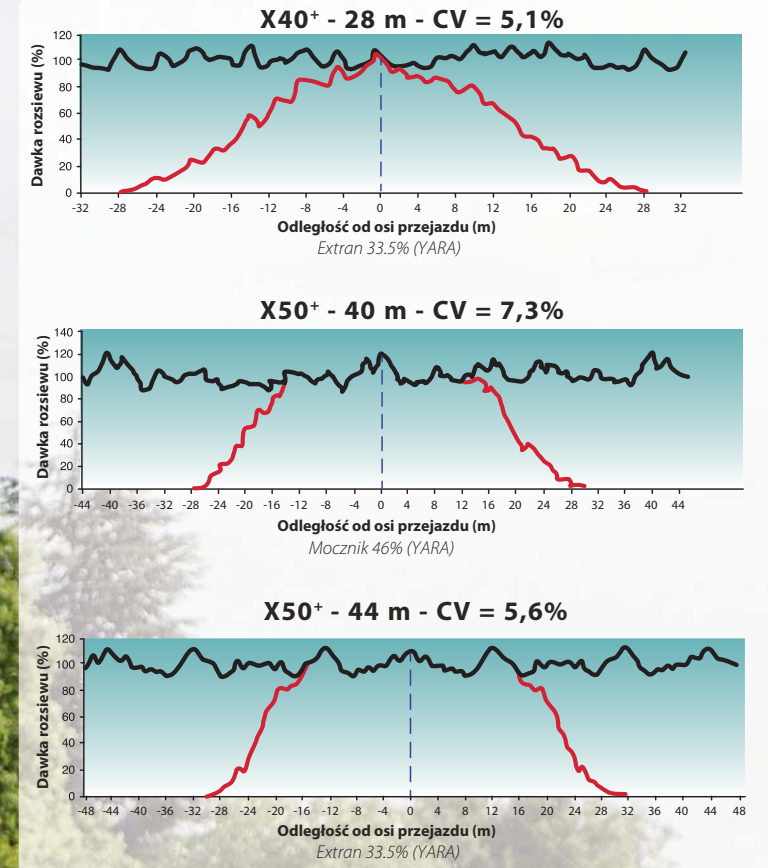 X40+ - 28 m - CV = 5,1%
Dawka rozsiewu (%)
120
100
80
60
40
20
0
-32 -28 -24 -20 -16 -12 -8 -4 0 4 8 12 16 20 24 28 32
Odległość od osi przejazdu (m)
Extran 33.5% (YARA)
X50+ - 40 m - CV = 7,3%
Dawka rozsiewu (%)
140
120
100
80
60
40
20
0
-44 -40 -36 -32 -28 -24 -20 -16 -12 -8 -4 0 4 8 12 16 20 24 28 32 36 40 44
Odległość od osi przejazdu (m)
Mocznik 46% (YARA)
X50+ - 44 m - CV = 5,6%
Dawka rozsiewu (%)
120
100
80
60
40
20
0
-48 -44 -40 -36 -32 -28 -24 -20 -16 -12 -8 -4 0 4 8 12 16 20 24 28 32 36 40 44 48
Odległość od osi przejazdu (m)
Extran 33.5% (YARA)